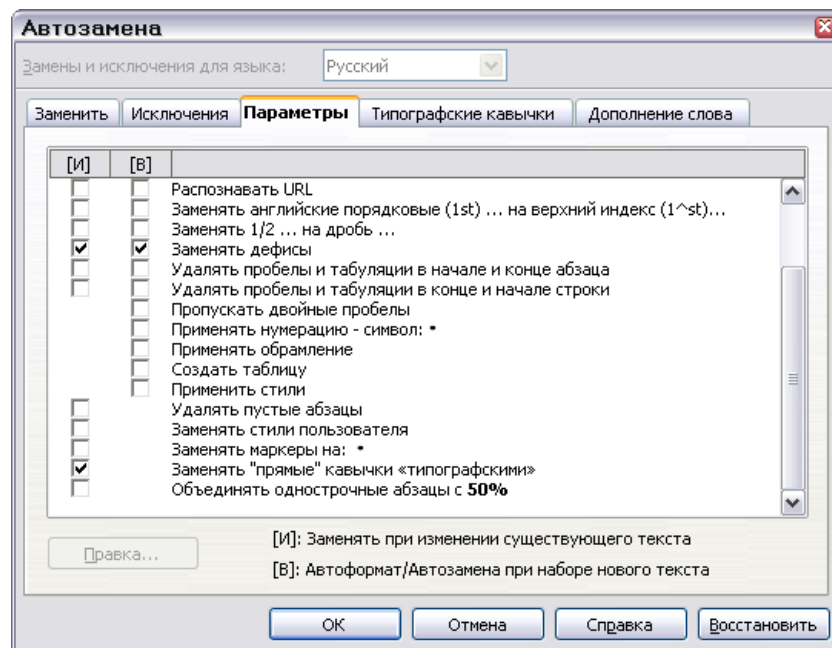 Автозамена
Замены и исключения для языка: Русский
Заменить Исключения Параметры Типографские кавычки Дополнение слова
[И] [В]
Распознавать URL
Заменять английские порядковые (1st) ... на верхний индекс (1^st)...
Заменять 1/2 ... на дробь ...
Заменять дефисы
Удалять пробелы и табуляции в начале и конце абзаца
Удалять пробелы и табуляции в конце и начале строки
Пропускать двойные пробелы
Применять нумерацию - символ: •
Применять обрамление
Создать таблицу
Применить стили
Удалять пустые абзацы
Заменять стили пользователя
Заменять маркеры на: •
Заменять "прямые" кавычки «типографскими»
Объединять однострочные абзацы с 50%
Правка...
[И]: Заменять при изменении существующего текста
[В]: Автоформат/Автозамена при наборе нового текста
ОК Отмена Справка Восстановить